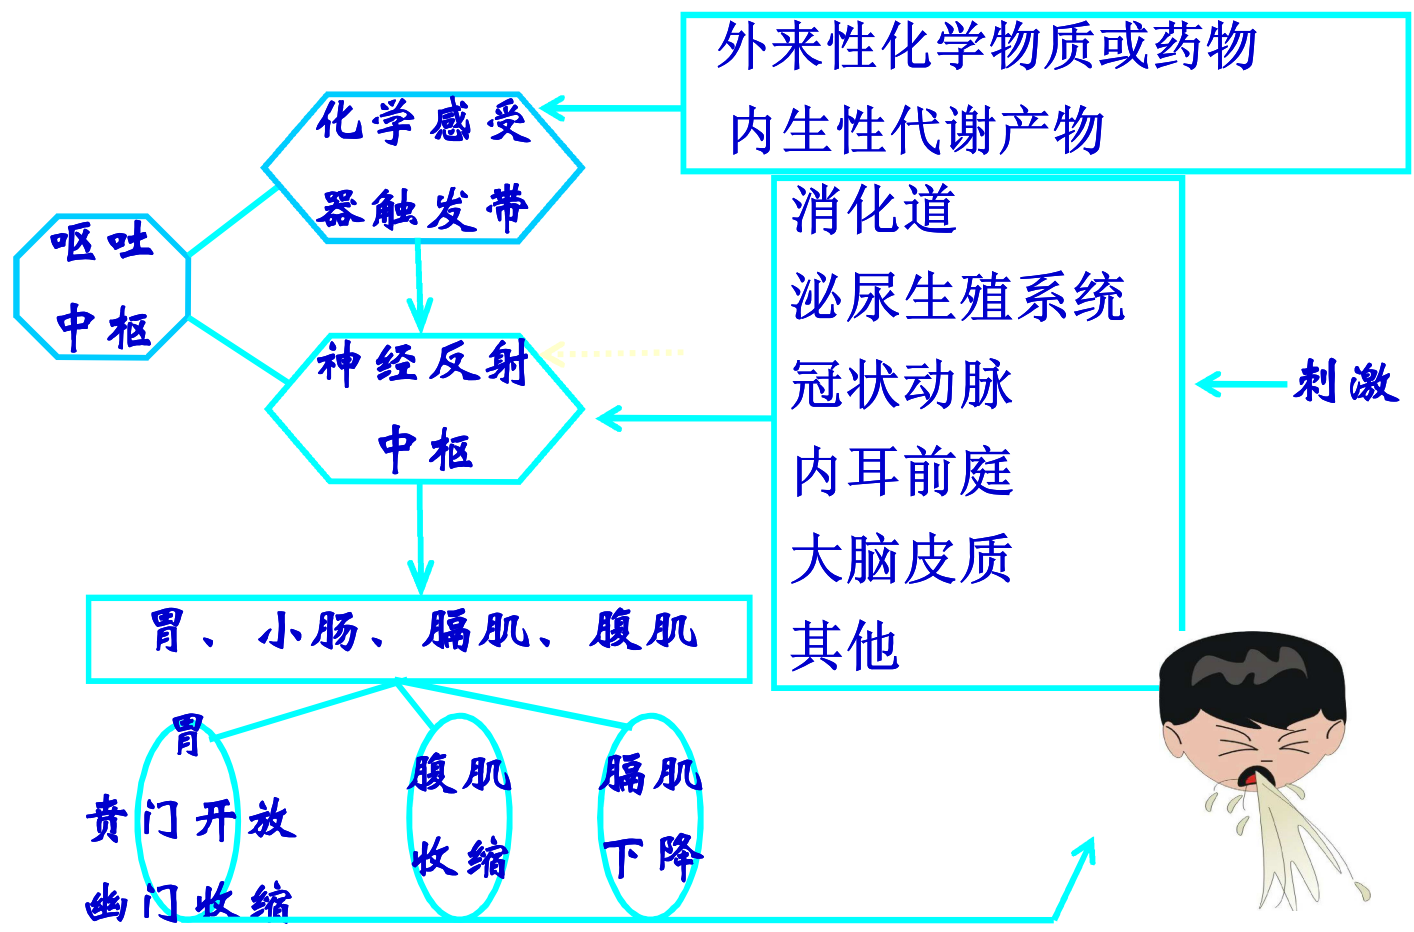 外来性化学物质或药物
内生性代谢产物
化学感受
器触发带
呕吐
中枢
消化道
泌尿生殖系统
冠状动脉
内耳前庭
大脑皮质
其他
刺激
神经反射
中枢
胃、小肠、膈肌、腹肌
胃
贲门开放
幽门收缩
腹肌
收缩
膈肌
下降